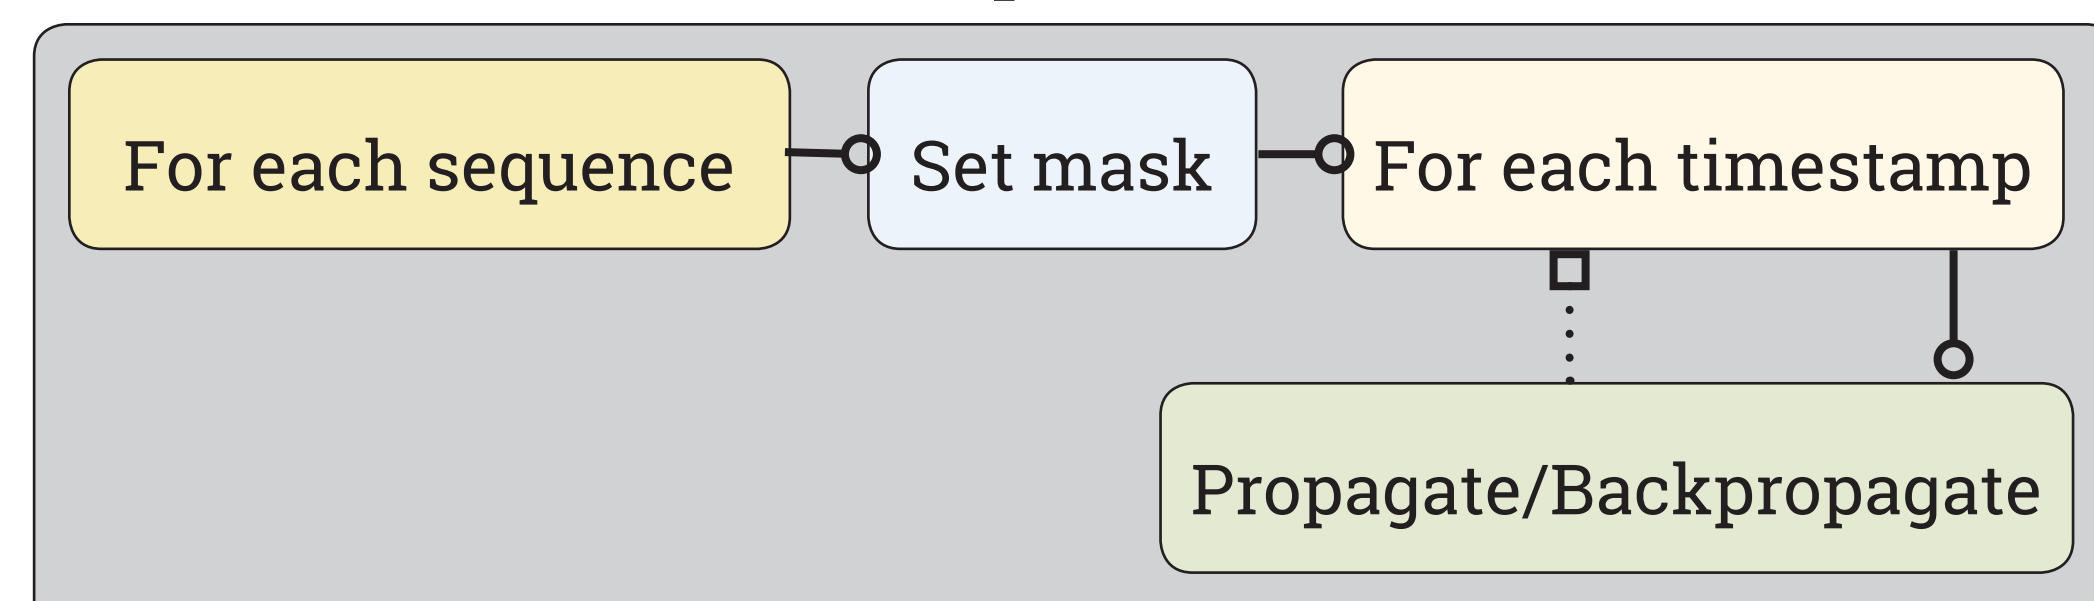 For each sequence
Set mask
For each timestamp
Propagate/Backpropagate